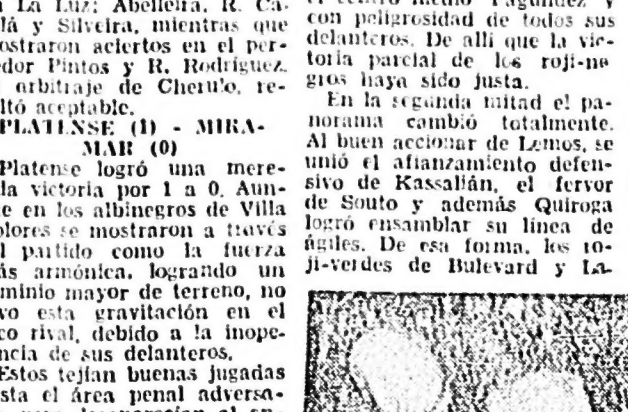 La Luz; Abelleira, R. Ca-
lá y Silveira, mientras que
ostraron aciertos en el per-
dor Pintos y R. Rodríguez.
arbitraje de Cherulo, re-
ltó aceptable.
PLATENSE (1) - MIRA-
MAR (0)
Platense logró una mere-
da victoria por 1 a 0. Aun-
e en los albinegros de Villa
olores se mostraron a través
l partido como la fuerza
ás armónica, logrando un
minio mayor de terreno, no
vo esta gravitación en el
co rival, debido a la inope-
ncia de sus delanteros.
Estos tejían buenas jugadas
sta el área penal adversa-
con peligrosidad de todos sus
delanteros. De allí que la vic-
toria parcial de los roji-ne
gros haya sido justa.
En la segunda mitad el pa-
norama cambió totalmente.
Al buen accionar de Lemos, se
unió el afianzamiento defen-
sivo de Kassalián, el fervor
de Souto y además Quiroga
logró ensamblar su línea de
ágiles. De esa forma, los ro-
ji-verdes de Bulevard y La-